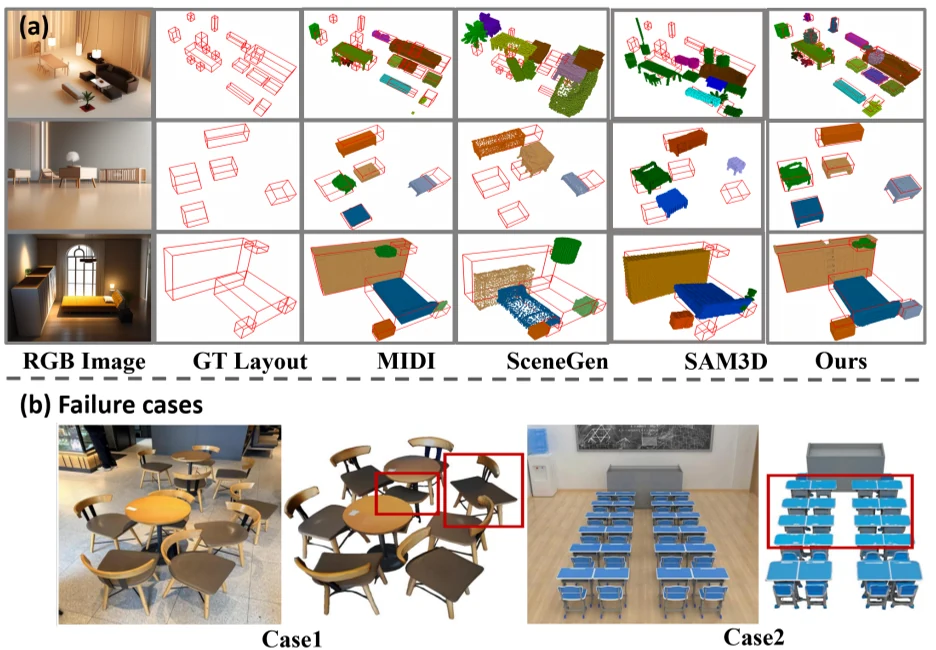 (a)
RGB Image GT Layout MIDI SceneGen SAM3D Ours
(b) Failure cases
Case1 Case2